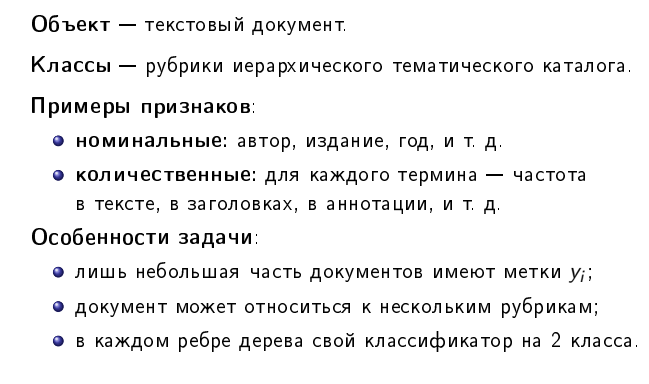 Объект — текстовый документ.
Классы — рубрики иерархического тематического каталога.
Примеры признаков:
номинальные: автор, издание, год, и т. д.
количественные: для каждого термина — частота
в тексте, в заголовках, в аннотации, и т. д.
Особенности задачи:
лишь небольшая часть документов имеют метки yᵢ;
документ может относиться к нескольким рубрикам;
в каждом ребре дерева свой классификатор на 2 класса.